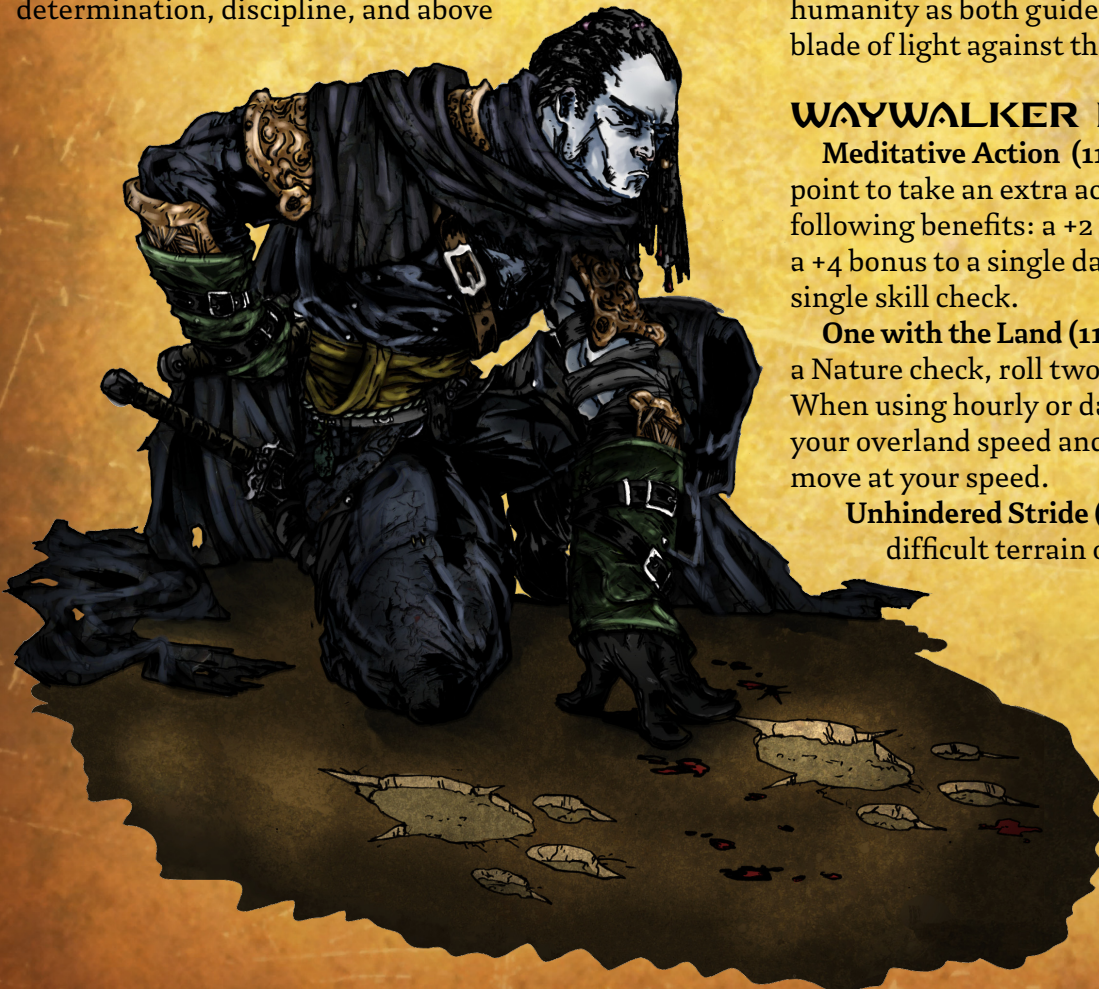 determination, discipline, and above
humanity as both guide
blade of light against th
WAYWALKER
Meditative Action (11
point to take an extra ac
following benefits: a +2
a +4 bonus to a single da
single skill check.
One with the Land (11
a Nature check, roll two
When using hourly or da
your overland speed and
move at your speed.
Unhindered Stride (
difficult terrain o